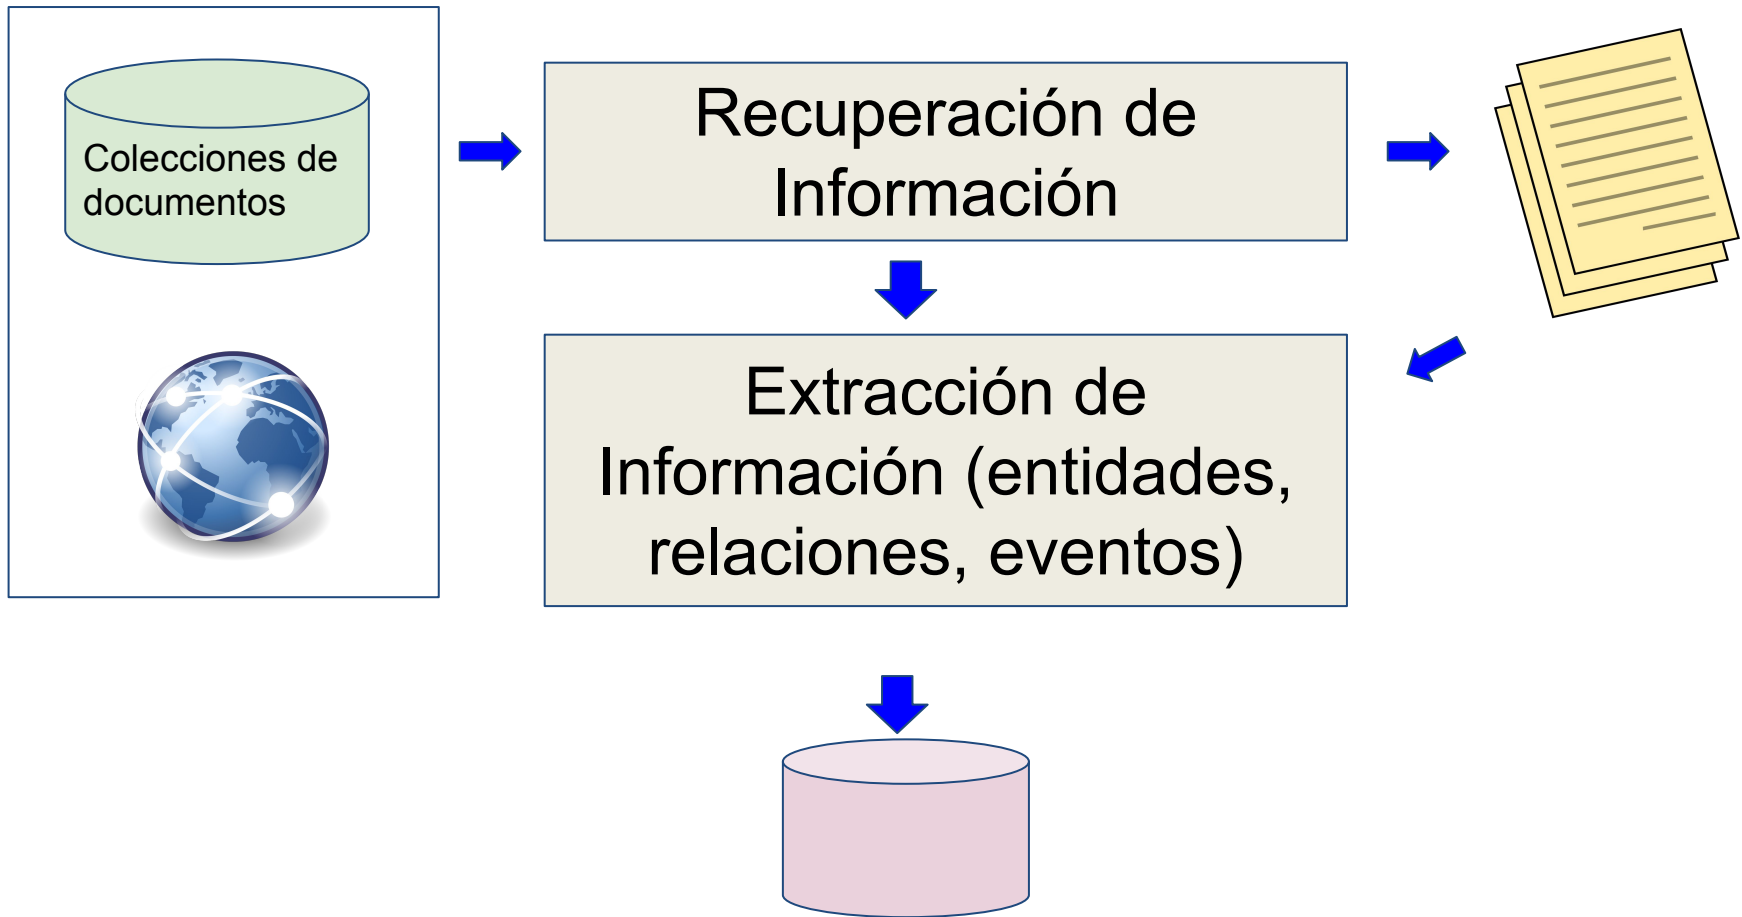 Colecciones de
documentos
Recuperación de
Información
Extracción de
Información (entidades,
relaciones, eventos)